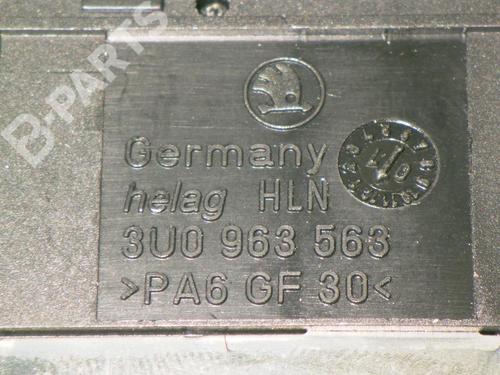 B-PARTS
Germany
helag HLN
3U0 963 563
>PA6 GF 30<